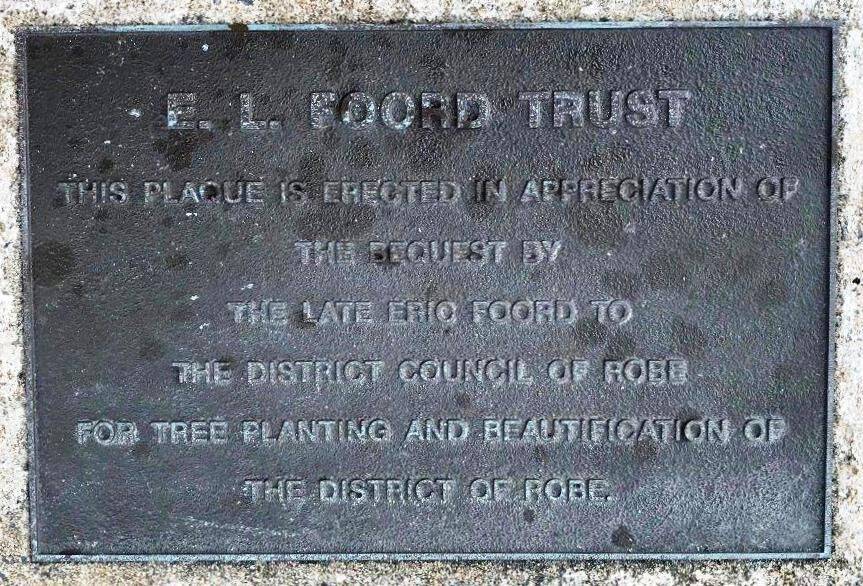 E. L. FOORD TRUST
THIS PLAQUE IS ERECTED IN APPRECIATION OF
THE BEQUEST BY
THE LATE ERIC FOORD TO
THE DISTRICT COUNCIL OF ROBE
FOR TREE PLANTING AND BEAUTIFICATION OF
THE DISTRICT OF ROBE.